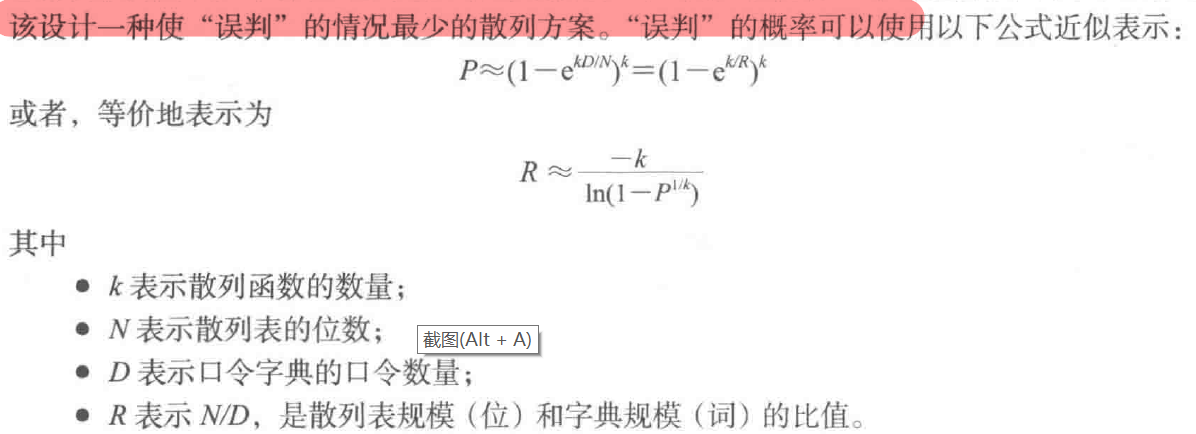 该设计一种使“误判”的情况最少的散列方案。“误判”的概率可以使用以下公式近似表示：
P≈(1－e^{kD/N})^k＝(1－e^{k/R})^k
或者，等价地表示为
R≈\frac{-k}{\ln(1-P^{1/k})}
其中
● k 表示散列函数的数量；
● N 表示散列表的位数；
截图(Alt + A)
● D 表示口令字典的口令数量；
● R 表示 N/D，是散列表规模（位）和字典规模（词）的比值。